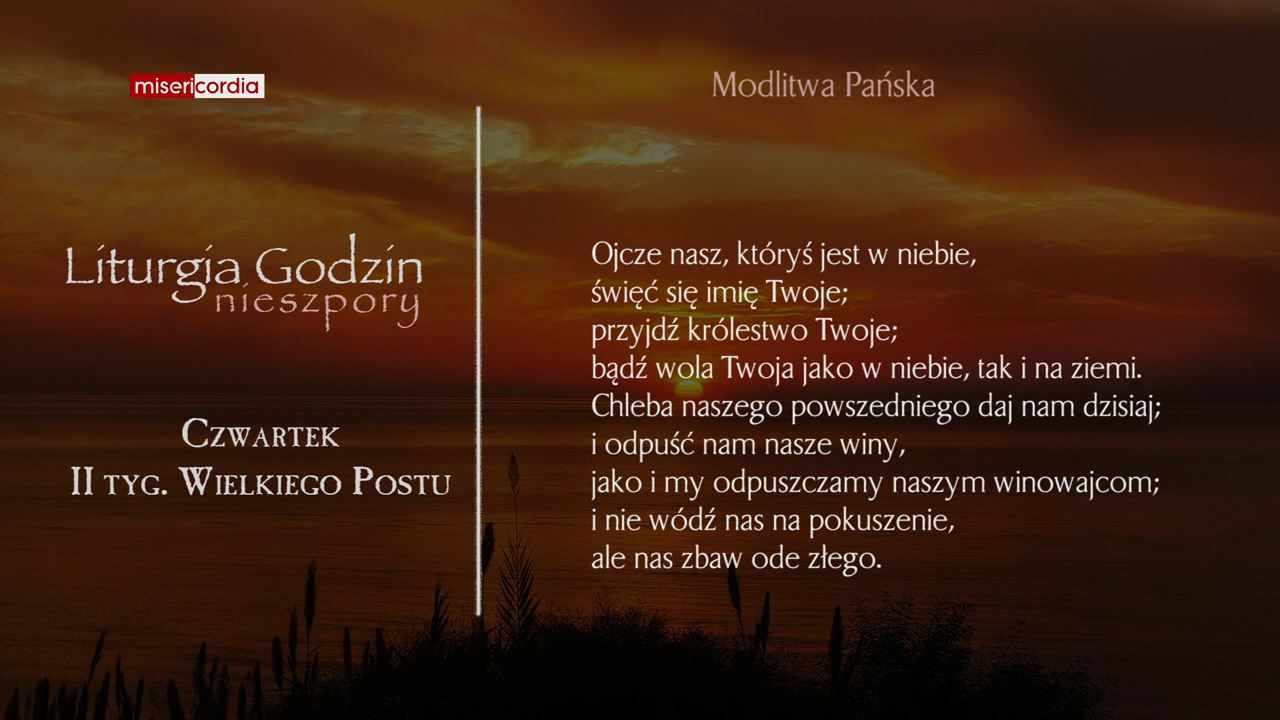 misericordia
Liturgia Godzin
nieszpory
Czwartek
II tyg. Wielkiego Postu
Modlitwa Pańska
Ojcze nasz, któryś jest w niebie,
święć się imię Twoje;
przyjdź królestwo Twoje;
bądź wola Twoja jako w niebie, tak i na ziemi.
Chleba naszego powszedniego daj nam dzisiaj;
i odpuść nam nasze winy,
jako i my odpuszczamy naszym winowajcom;
i nie wódź nas na pokuszenie,
ale nas zbaw ode złego.